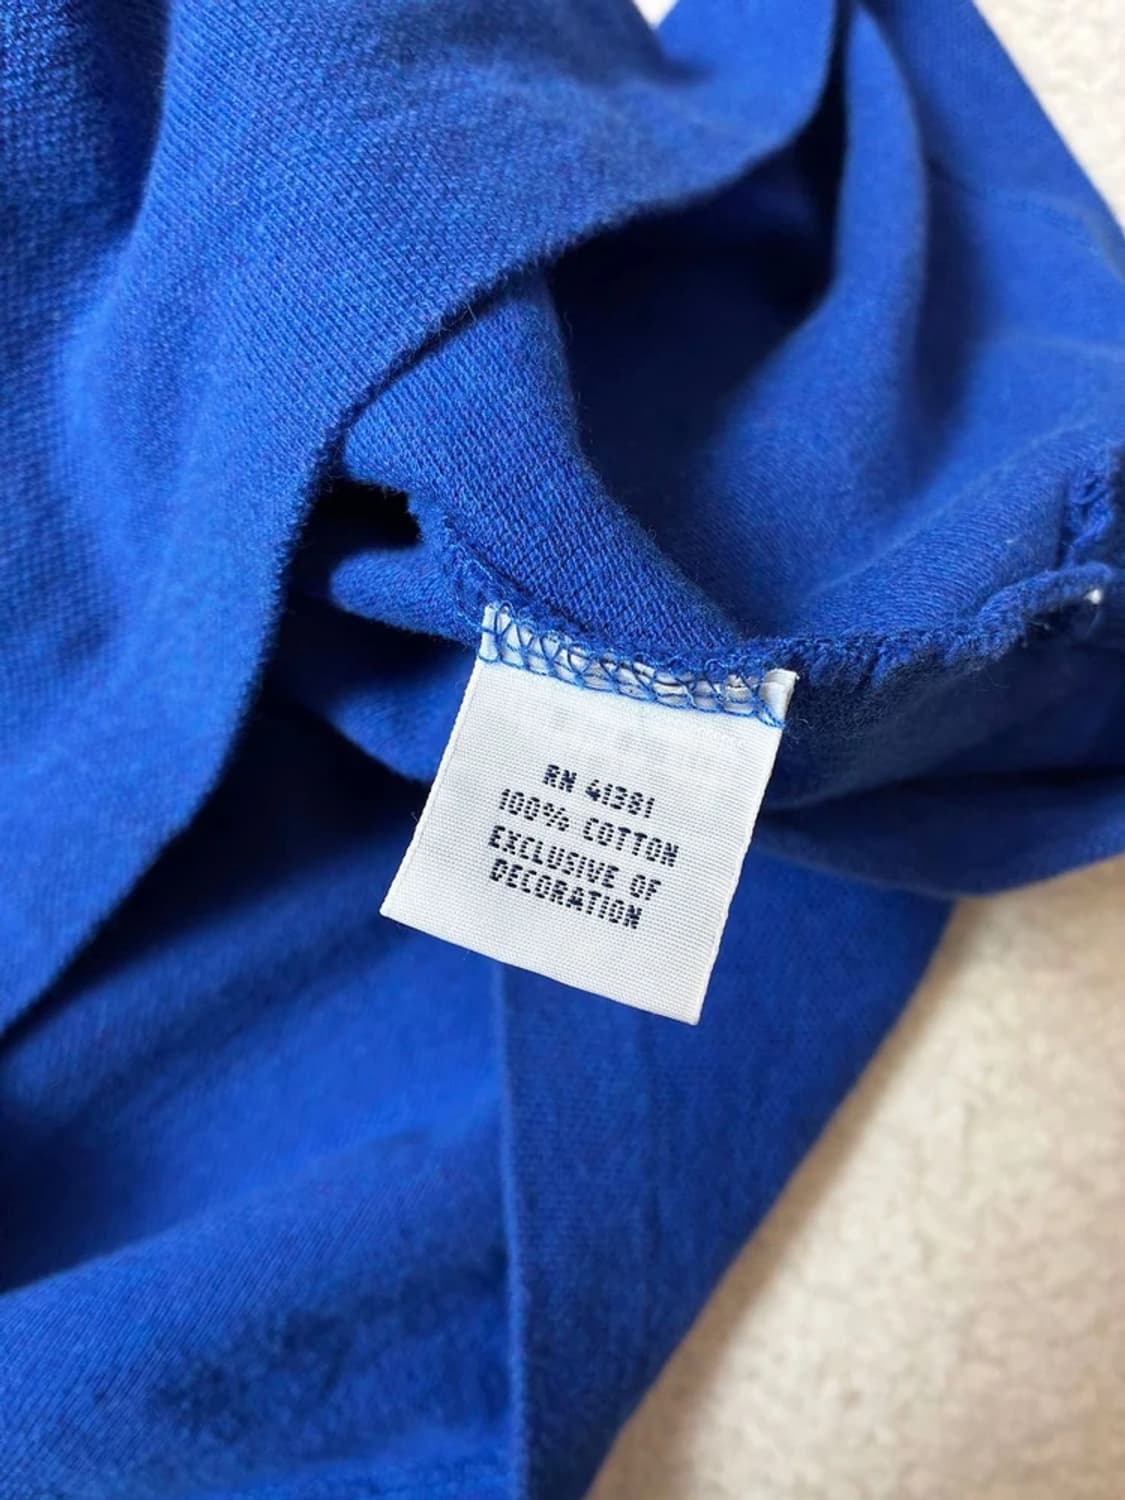 RN 41381
100% COTTON
EXCLUSIVE OF
DECORATION